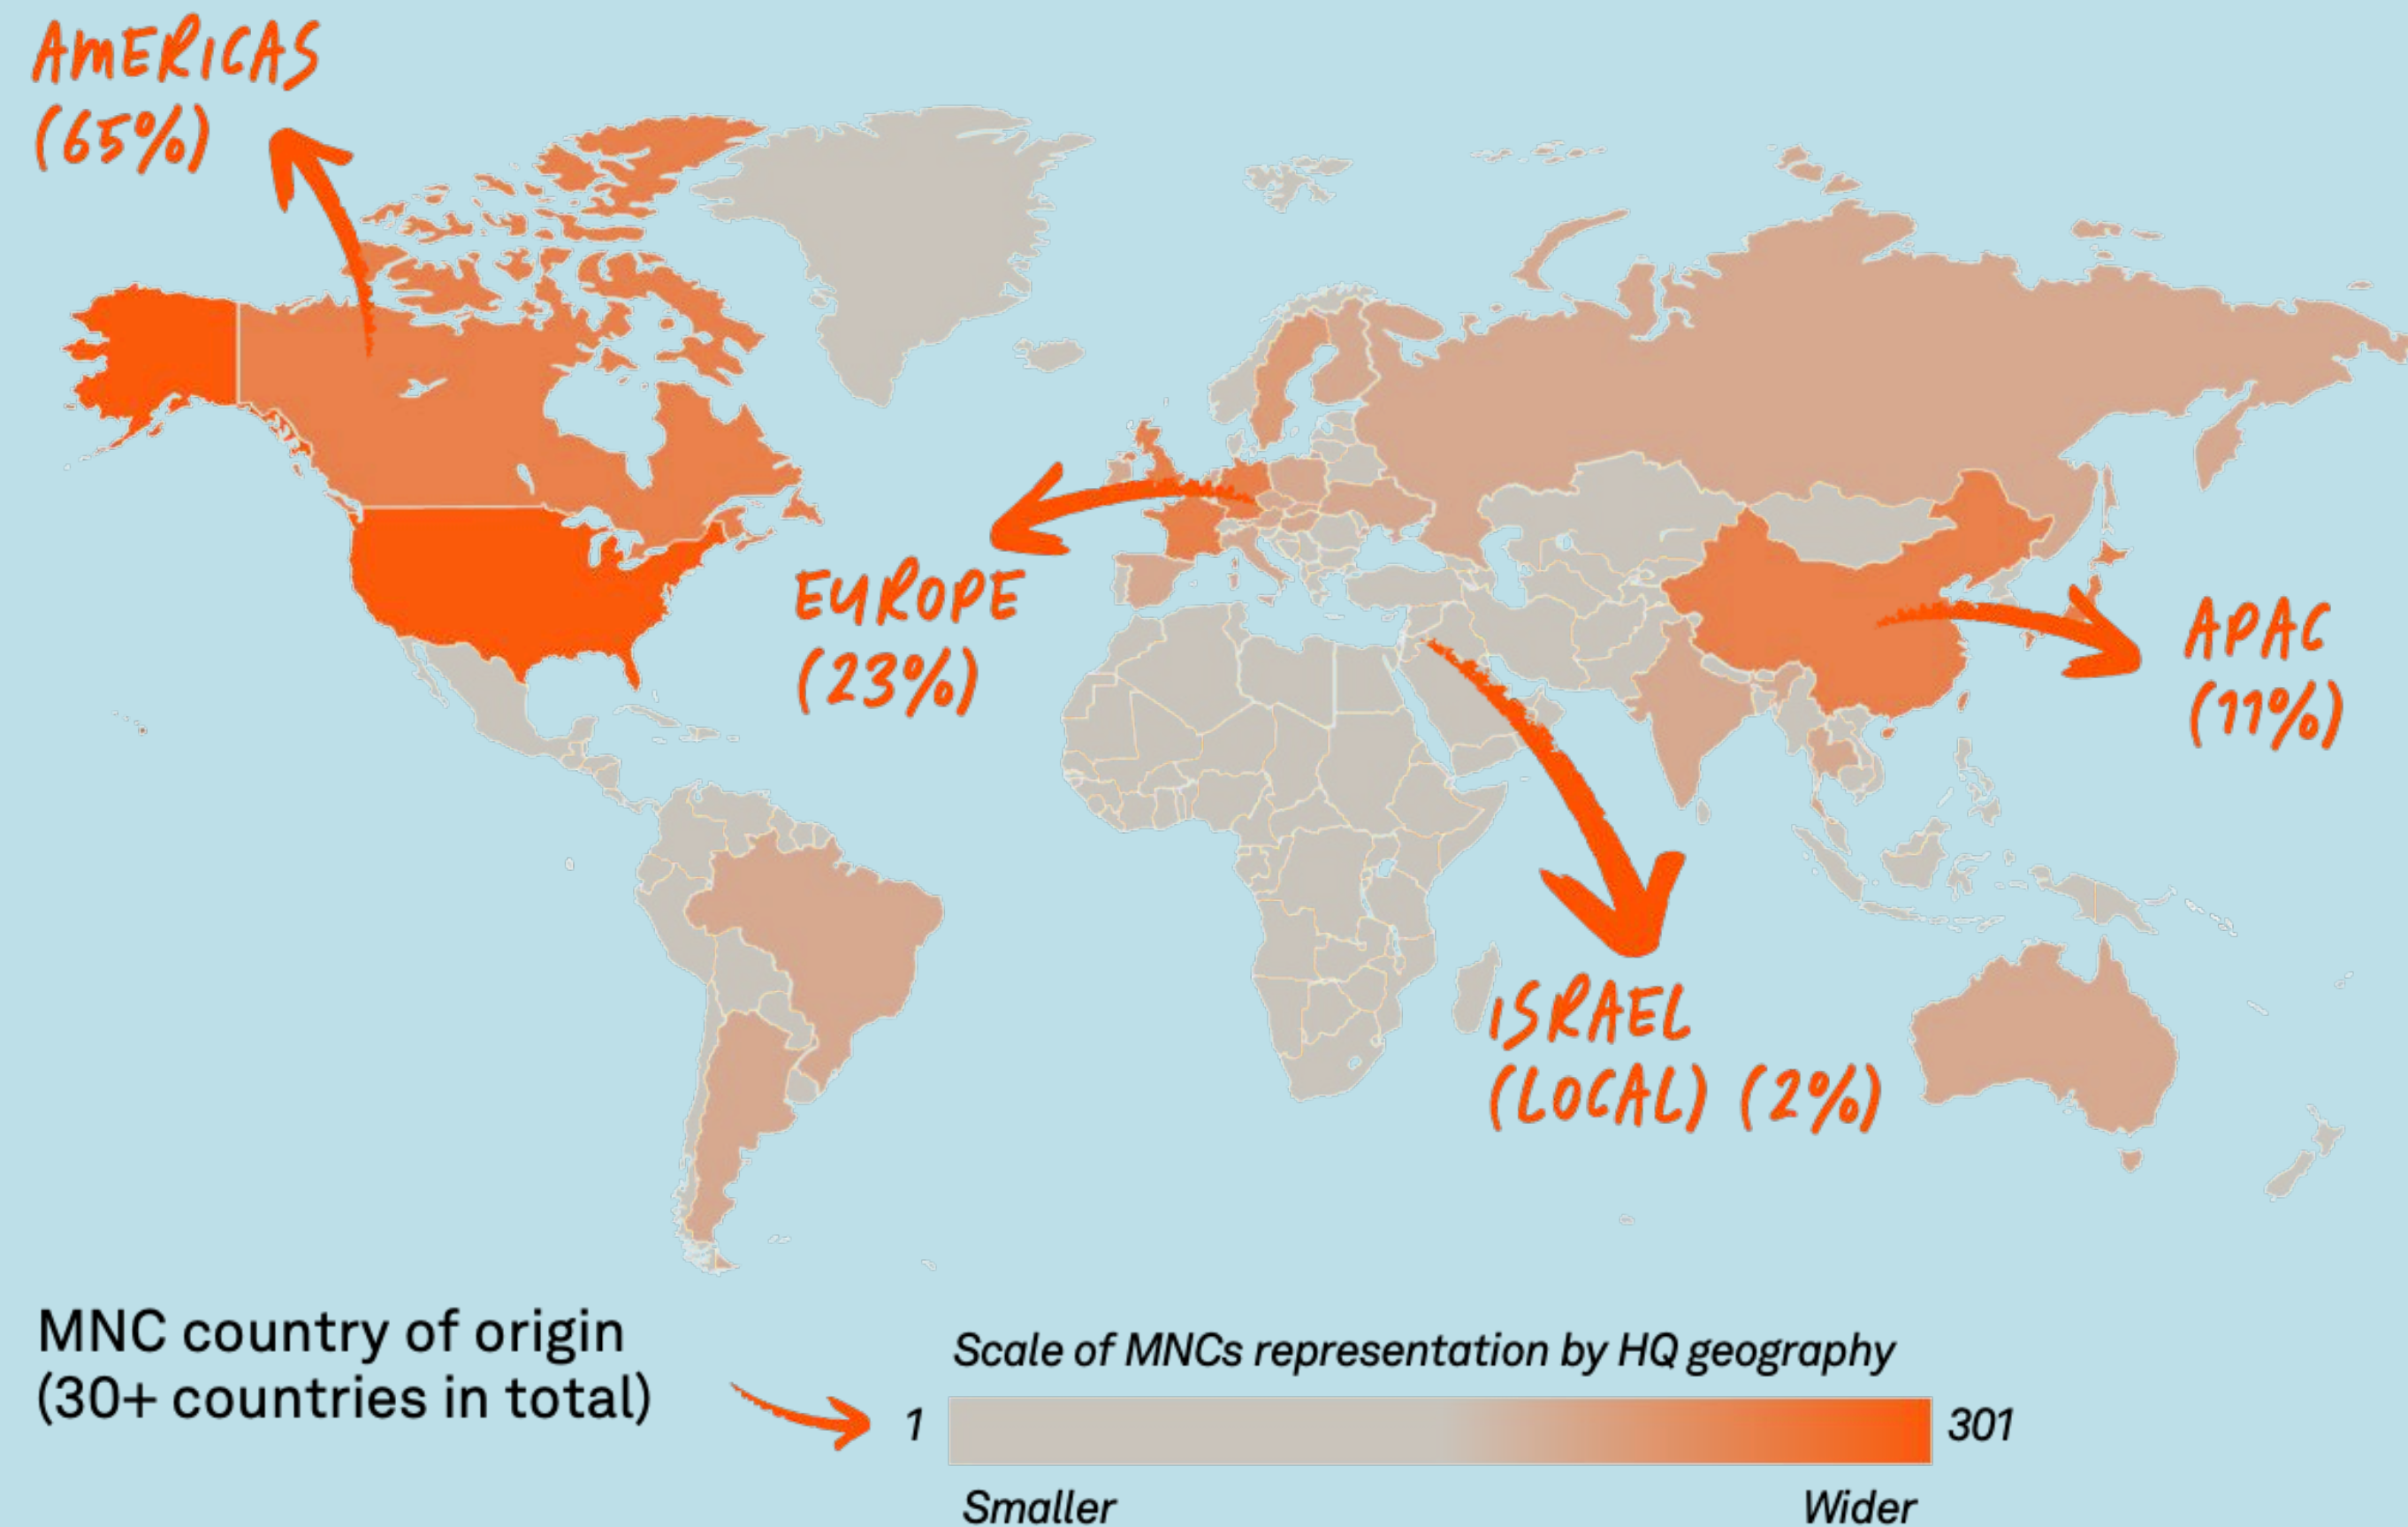 AMERICAS
(65%)
EUROPE
(23%)
APAC
(11%)
ISRAEL
(LOCAL) (2%)
MNC country of origin
(30+ countries in total)
Scale of MNCs representation by HQ geography
1
301
Smaller
Wider